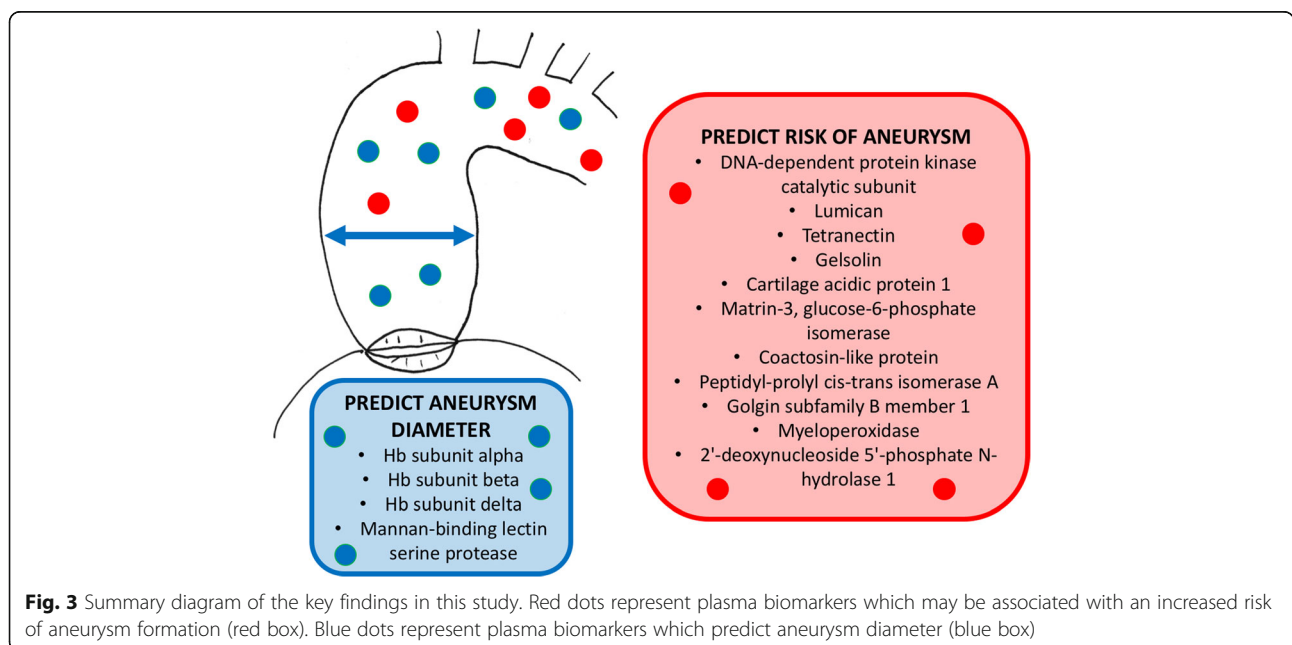 PREDICT RISK OF ANEURYSM
• DNA-dependent protein kinase
catalytic subunit
• Lumican
• Tetranectin
• Gelsolin
• Cartilage acidic protein 1
• Matrin-3, glucose-6-phosphate
isomerase
• Coactosin-like protein
• Peptidyl-prolyl cis-trans isomerase A
• Golgin subfamily B member 1
• Myeloperoxidase
• 2'-deoxynucleoside 5'-phosphate N-
hydrolase 1
PREDICT ANEURYSM
DIAMETER
• Hb subunit alpha
• Hb subunit beta
• Hb subunit delta
• Mannan-binding lectin
serine protease
Fig. 3 Summary diagram of the key findings in this study. Red dots represent plasma biomarkers which may be associated with an increased risk
of aneurysm formation (red box). Blue dots represent plasma biomarkers which predict aneurysm diameter (blue box)